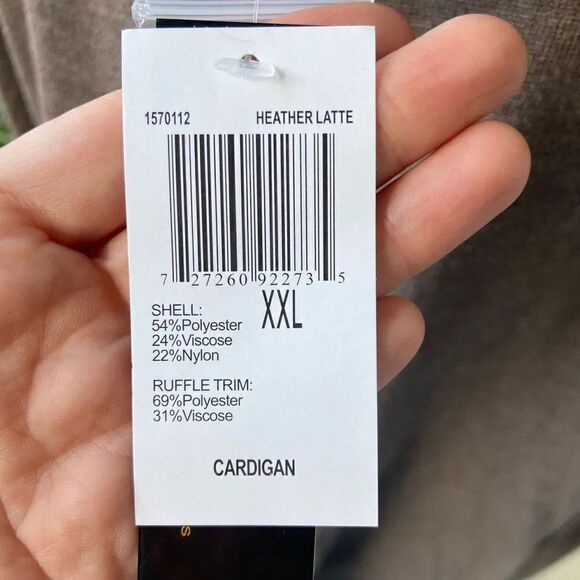 1570112 HEATHER LATTE
7 27260 92273 5
XXL
SHELL:
54%Polyester
24%Viscose
22%Nylon
RUFFLE TRIM:
69%Polyester
31%Viscose
CARDIGAN